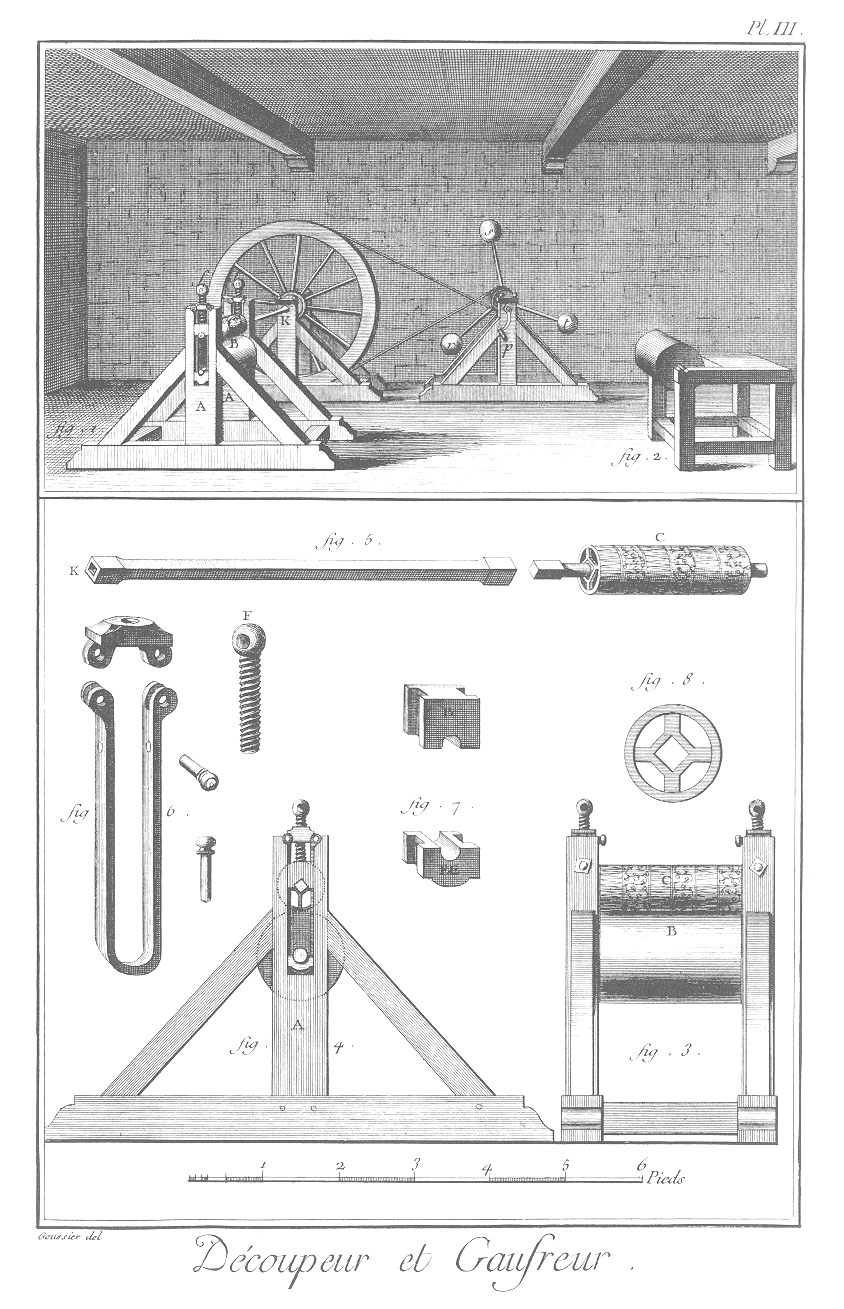 Pl. III.
S
K
B
t
r
p
A
A
fig. 1.
fig. 2.
fig. 5.
K
C
F
B
fig. 8.
fig. 6.
fig. 7.
C
B
A
fig. 4.
fig. 3.
1 2 3 4 5 6 Pieds
Goussier del
Découpeur et Gaufreur.